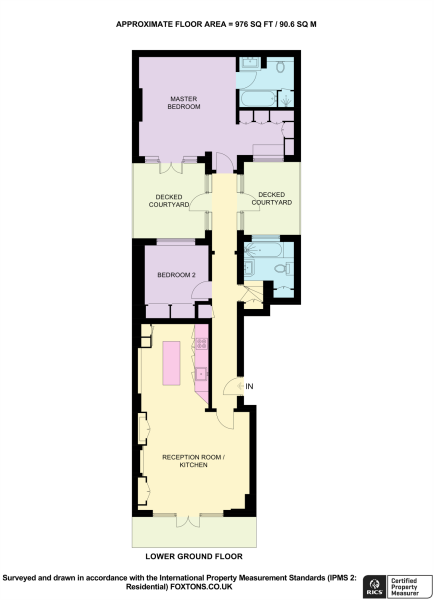 APPROXIMATE FLOOR AREA = 976 SQ FT / 90.6 SQ M
MASTER
BEDROOM
DECKED
COURTYARD
DECKED
COURTYARD
BEDROOM 2
IN
RECEPTION ROOM /
KITCHEN
LOWER GROUND FLOOR
Surveyed and drawn in accordance with the International Property Measurement Standards (IPMS 2:
Residential) FOXTONS.CO.UK
RICS
Certified
Property
Measurer